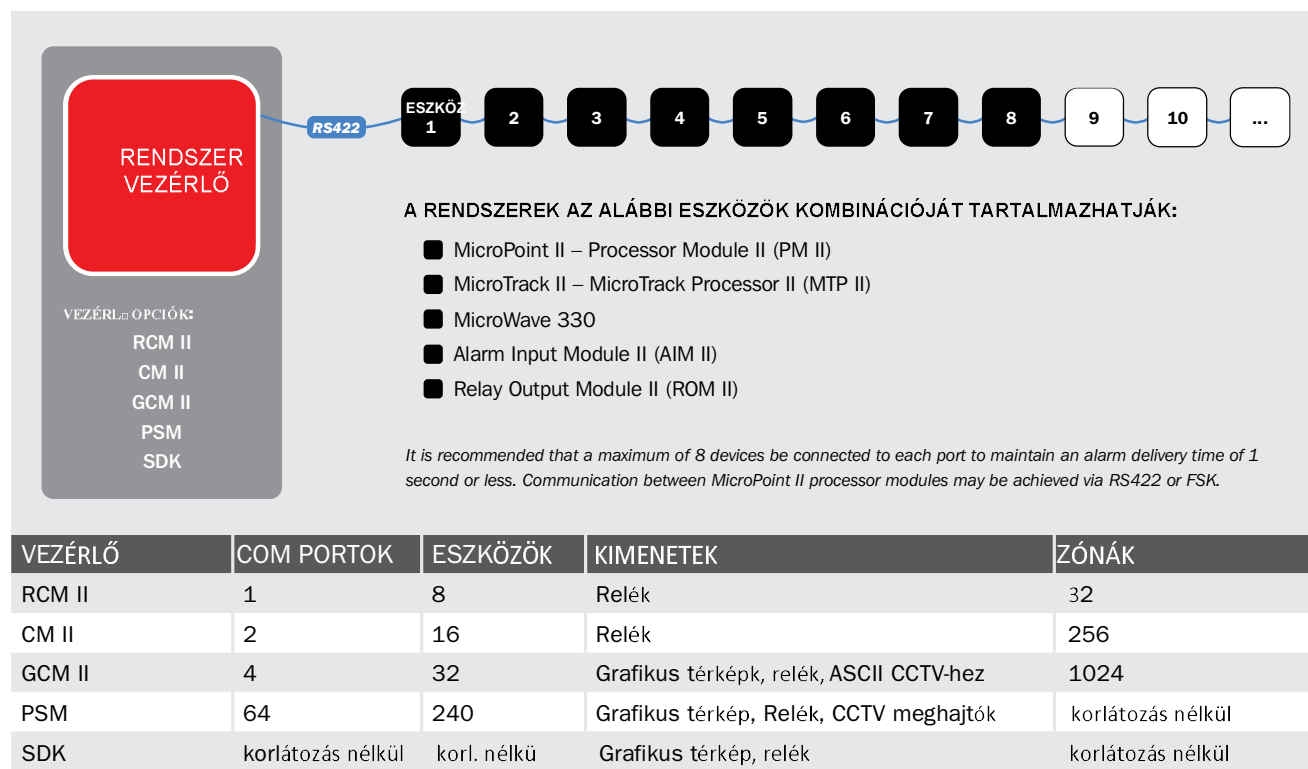 RENDSZER
VEZÉRLŐ
RS422
ESZKÖZ
1
2
3
4
5
6
7
8
9
10
...
VEZÉRL□ OPCIÓK:
RCM II
CM II
GCM II
PSM
SDK
A RENDSZEREK AZ ALÁBBI ESZKÖZÖK KOMBINÁCIÓJÁT TARTALMAZHATJÁK:
MicroPoint II – Processor Module II (PM II)
MicroTrack II – MicroTrack Processor II (MTP II)
MicroWave 330
Alarm Input Module II (AIM II)
Relay Output Module II (ROM II)
It is recommended that a maximum of 8 devices be connected to each port to maintain an alarm delivery time of 1
second or less. Communication between MicroPoint II processor modules may be achieved via RS422 or FSK.
VEZÉRLŐ COM PORTOK ESZKÖZÖK KIMENETEK ZÓNÁK
RCM II 1 8 Relék 32
CM II 2 16 Relék 256
GCM II 4 32 Grafikus térképk, relék, ASCII CCTV-hez 1024
PSM 64 240 Grafikus térkép, Relék, CCTV meghajtók korlátozás nélkül
SDK korlátozás nélkül korl. nélkü Grafikus térkép, relék korlátozás nélkül